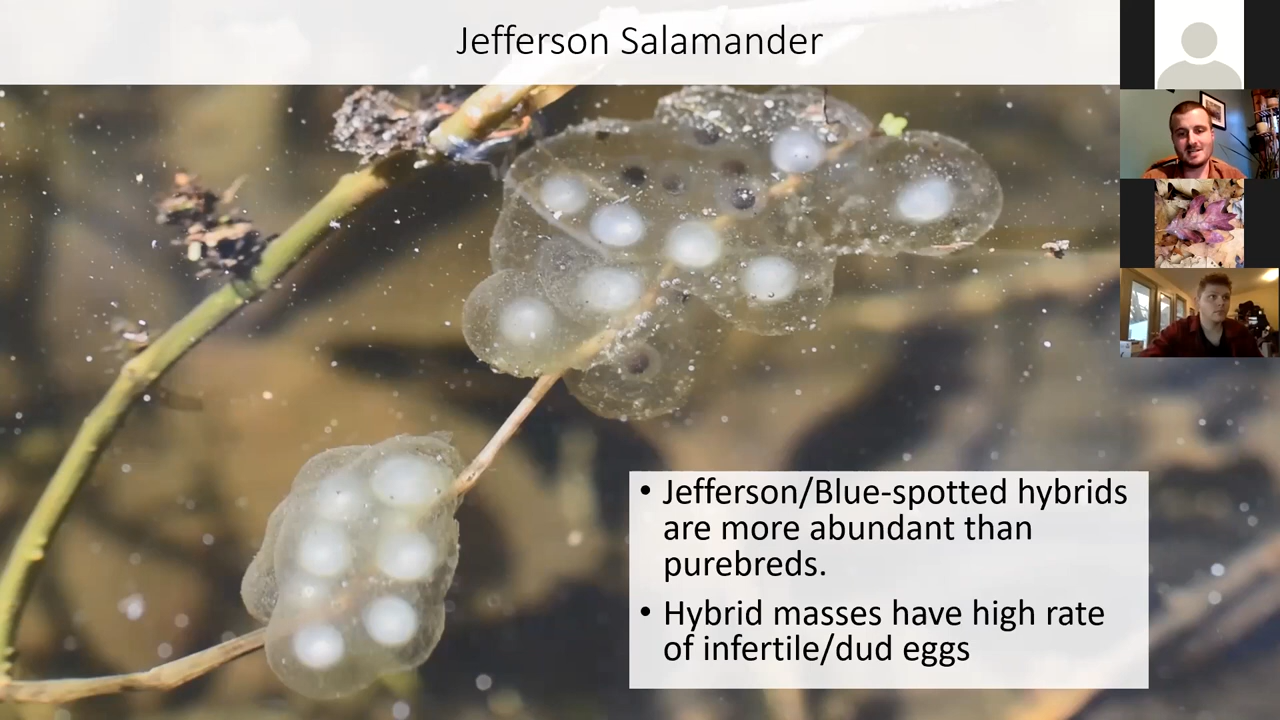 Jefferson Salamander
• Jefferson/Blue-spotted hybrids
are more abundant than
purebreds.
• Hybrid masses have high rate
of infertile/dud eggs